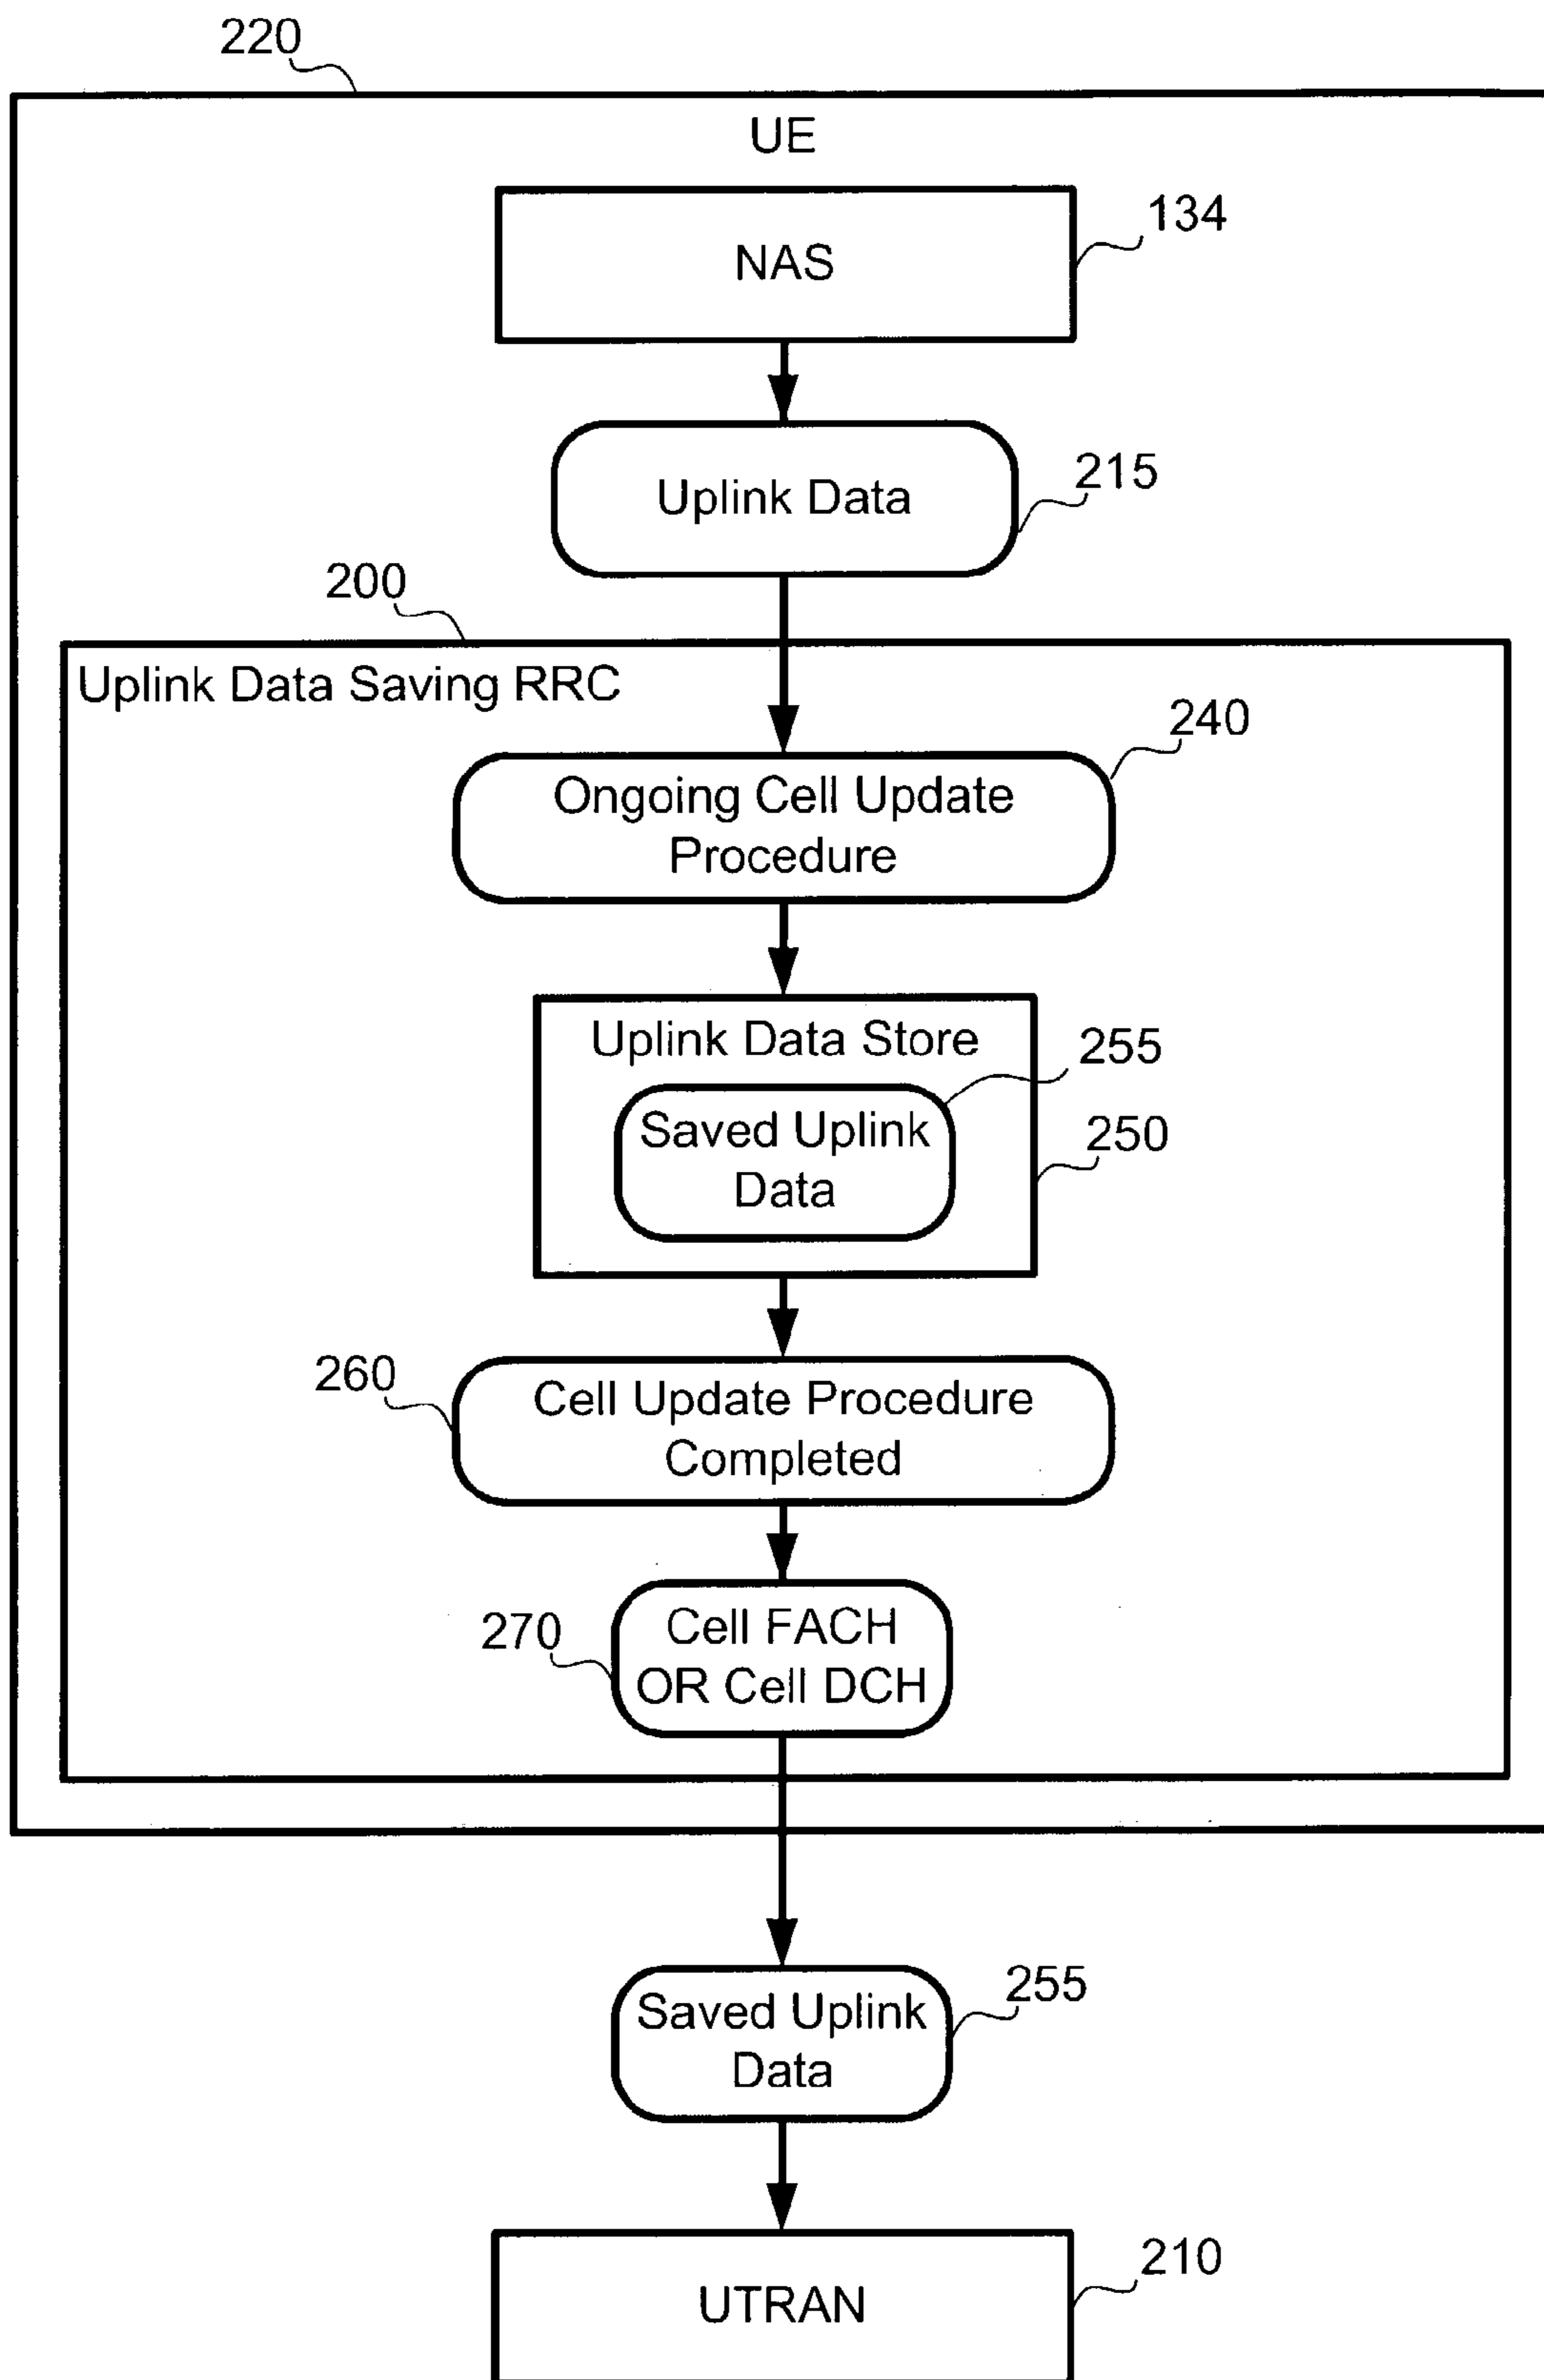 220
UE
134
NAS
215
Uplink Data
200
Uplink Data Saving RRC
240
Ongoing Cell Update
Procedure
Uplink Data Store
255
Saved Uplink
Data
250
260
Cell Update Procedure
Completed
270
Cell FACH
OR Cell DCH
255
Saved Uplink
Data
210
UTRAN